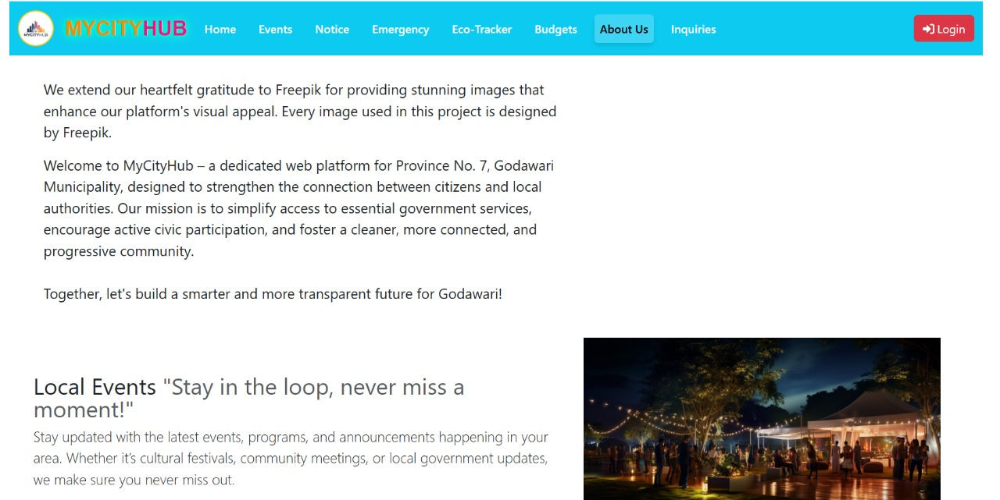 MYCITYHUB
MYCITYHUB
Home
Events
Notice
Emergency
Eco-Tracker
Budgets
About Us
Inquiries
Login
We extend our heartfelt gratitude to Freepik for providing stunning images that
enhance our platform's visual appeal. Every image used in this project is designed
by Freepik.
Welcome to MyCityHub – a dedicated web platform for Province No. 7, Godawari
Municipality, designed to strengthen the connection between citizens and local
authorities. Our mission is to simplify access to essential government services,
encourage active civic participation, and foster a cleaner, more connected, and
progressive community.
Together, let's build a smarter and more transparent future for Godawari!
Local Events "Stay in the loop, never miss a
moment!"
Stay updated with the latest events, programs, and announcements happening in your
area. Whether it’s cultural festivals, community meetings, or local government updates,
we make sure you never miss out.